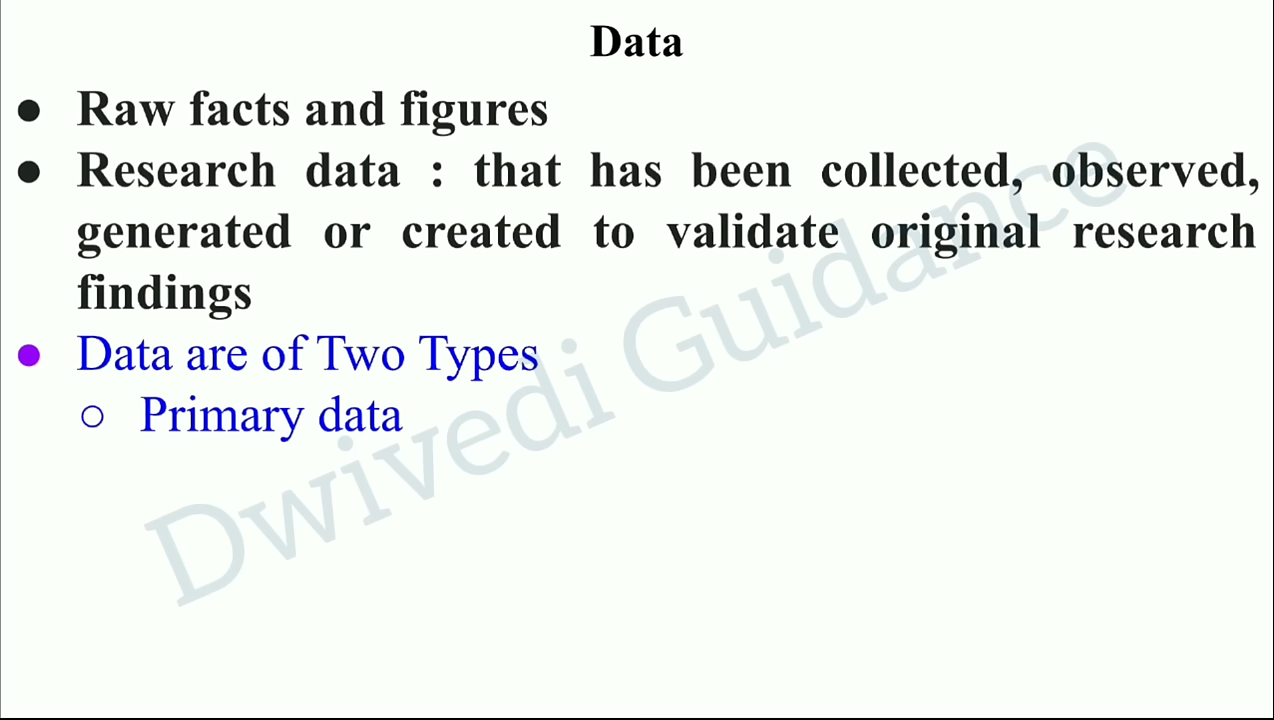 Data
● Raw facts and figures
● Research data : that has been collected, observed,
generated or created to validate original research
findings
● Data are of Two Types
○ Primary data
Dwivedi Guidance